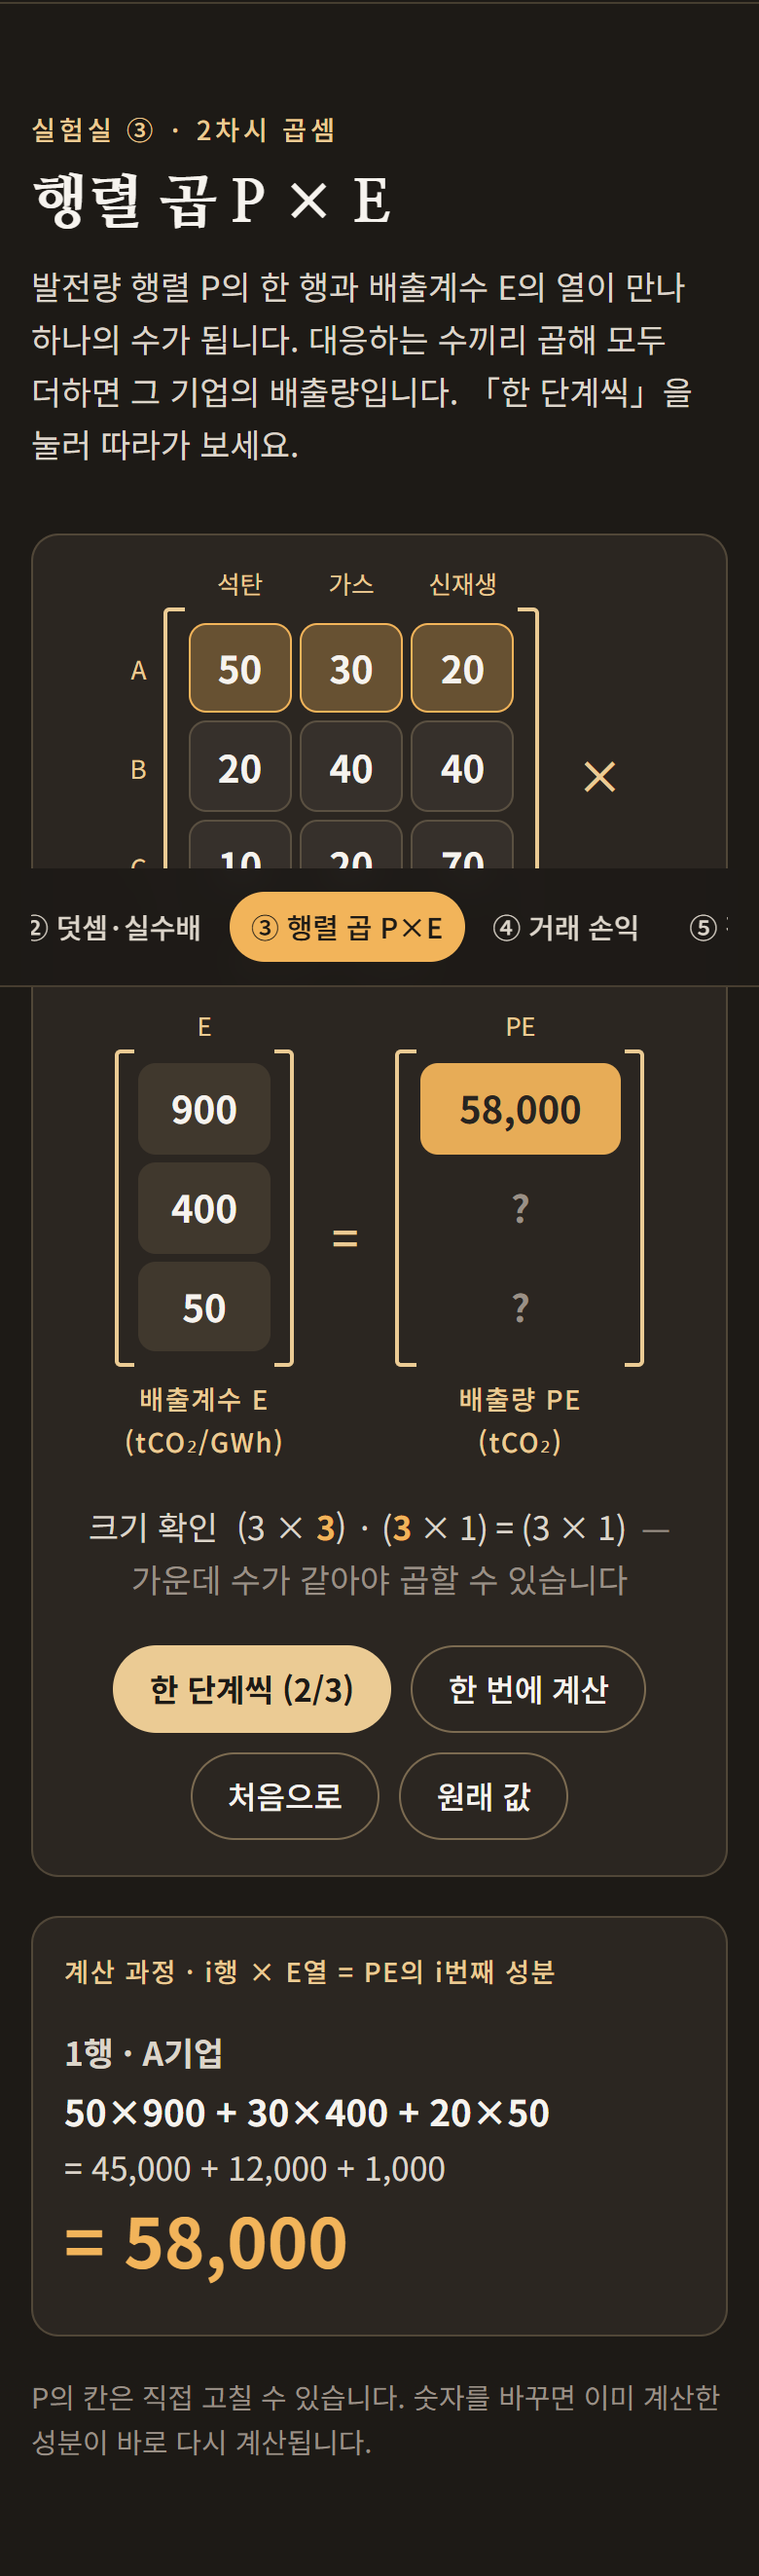 실험실 ③ · 2차시 곱셈
행렬 곱 P × E
발전량 행렬 P의 한 행과 배출계수 E의 열이 만나
하나의 수가 됩니다. 대응하는 수끼리 곱해 모두
더하면 그 기업의 배출량입니다. 「한 단계씩」을
눌러 따라가 보세요.
석탄 가스 신재생
A 50 30 20
B 20 40 40 ×
C 10 20 70
② 덧셈·실수배 ③ 행렬 곱 P×E ④ 거래 손익 ⑤
E PE
900 58,000
400 ?
=
50 ?
배출계수 E 배출량 PE
(tCO₂/GWh) (tCO₂)
크기 확인 (3 × 3) · (3 × 1) = (3 × 1) —
가운데 수가 같아야 곱할 수 있습니다
한 단계씩 (2/3) 한 번에 계산
처음으로 원래 값
계산 과정 · i행 × E열 = PE의 i번째 성분
1행 · A기업
50×900 + 30×400 + 20×50
= 45,000 + 12,000 + 1,000
= 58,000
P의 칸은 직접 고칠 수 있습니다. 숫자를 바꾸면 이미 계산한
성분이 바로 다시 계산됩니다.